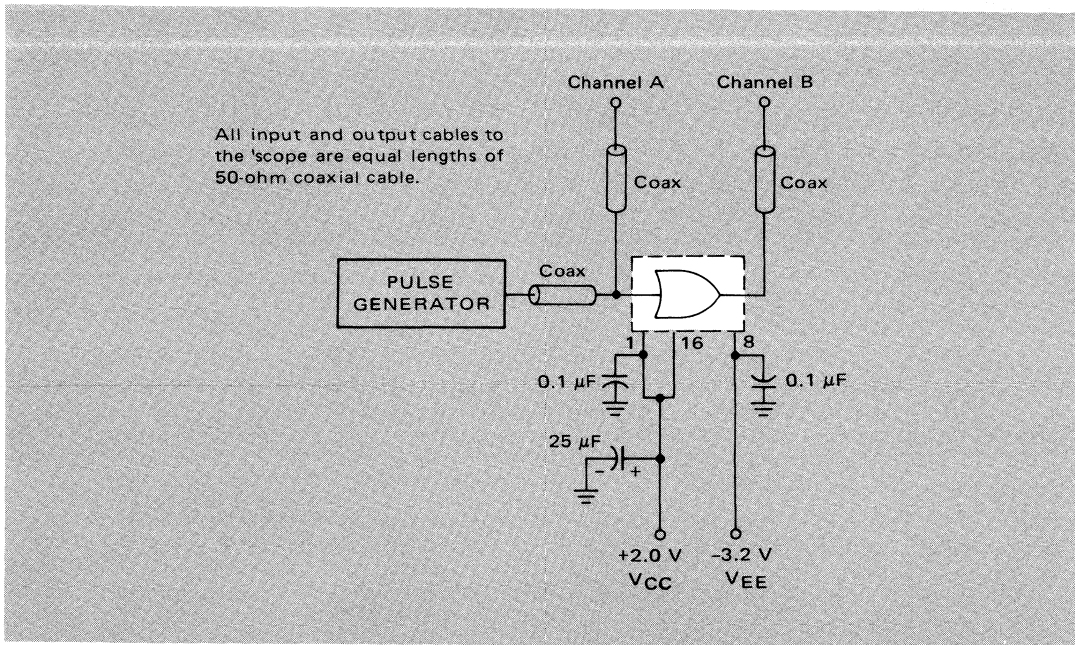 Channel A
Channel B
All input and output cables to
the 'scope are equal lengths of
50-ohm coaxial cable.
Coax
Coax
PULSE
GENERATOR
Coax
1
16
8
0.1 μF
0.1 μF
25 μF
– +
+2.0 V
VCC
–3.2 V
VEE